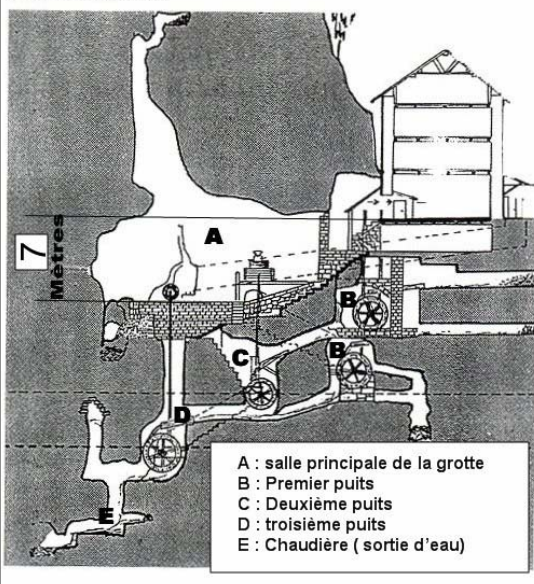 A
7
Mètres
B
B
C
D
E
A : salle principale de la grotte
B : Premier puits
C : Deuxième puits
D : troisième puits
E : Chaudière ( sortie d'eau)